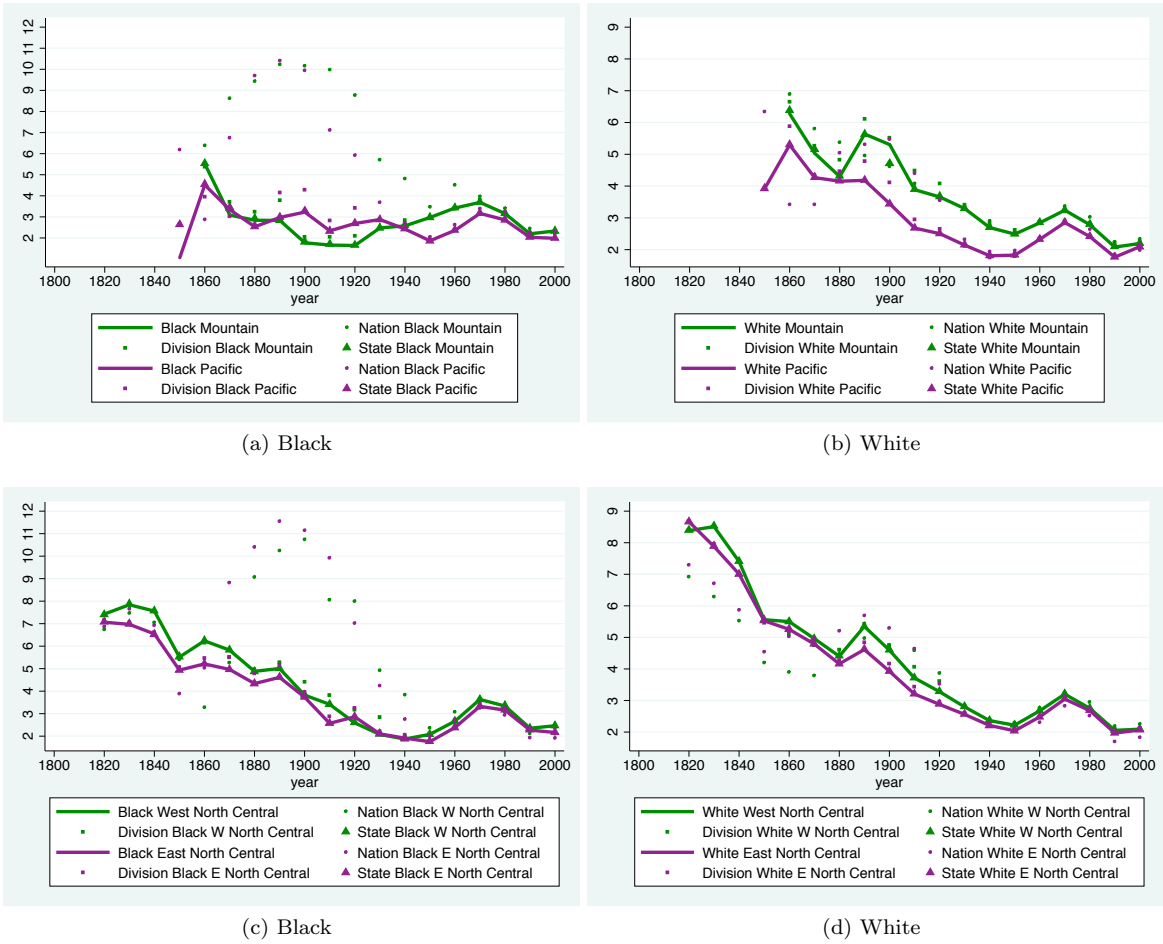 12
11
10
9
8
7
6
5
4
3
2
1800 1820 1840 1860 1880 1900 1920 1940 1960 1980 2000
year
Black Mountain Nation Black Mountain
Division Black Mountain State Black Mountain
Black Pacific Nation Black Pacific
Division Black Pacific State Black Pacific
(a) Black
9
8
7
6
5
4
3
2
1800 1820 1840 1860 1880 1900 1920 1940 1960 1980 2000
year
White Mountain Nation White Mountain
Division White Mountain State White Mountain
White Pacific Nation White Pacific
Division White Pacific State White Pacific
(b) White
12
11
10
9
8
7
6
5
4
3
2
1800 1820 1840 1860 1880 1900 1920 1940 1960 1980 2000
year
Black West North Central Nation Black W North Central
Division Black W North Central State Black W North Central
Black East North Central Nation Black E North Central
Division Black E North Central State Black E North Central
(c) Black
9
8
7
6
5
4
3
2
1800 1820 1840 1860 1880 1900 1920 1940 1960 1980 2000
year
White West North Central Nation White W North Central
Division White W North Central State White W North Central
White East North Central Nation White E North Central
Division White E North Central State White E North Central
(d) White